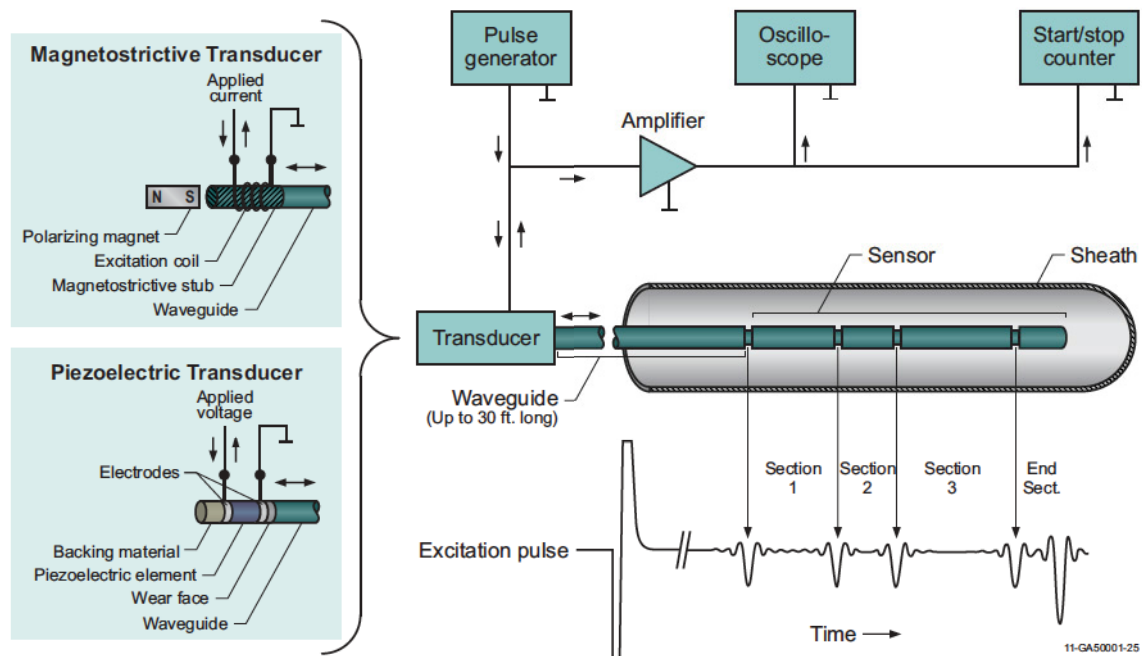 Magnetostrictive Transducer
Applied
current
N S
Polarizing magnet
Excitation coil
Magnetostrictive stub
Waveguide
Piezoelectric Transducer
Applied
voltage
Electrodes
Backing material
Piezoelectric element
Wear face
Waveguide
Pulse
generator
Oscillo-
scope
Start/stop
counter
Amplifier
Sensor
Sheath
Transducer
Waveguide
(Up to 30 ft. long)
Section
1
Section
2
Section
3
End
Sect.
Excitation pulse
Time
11-GA50001-25